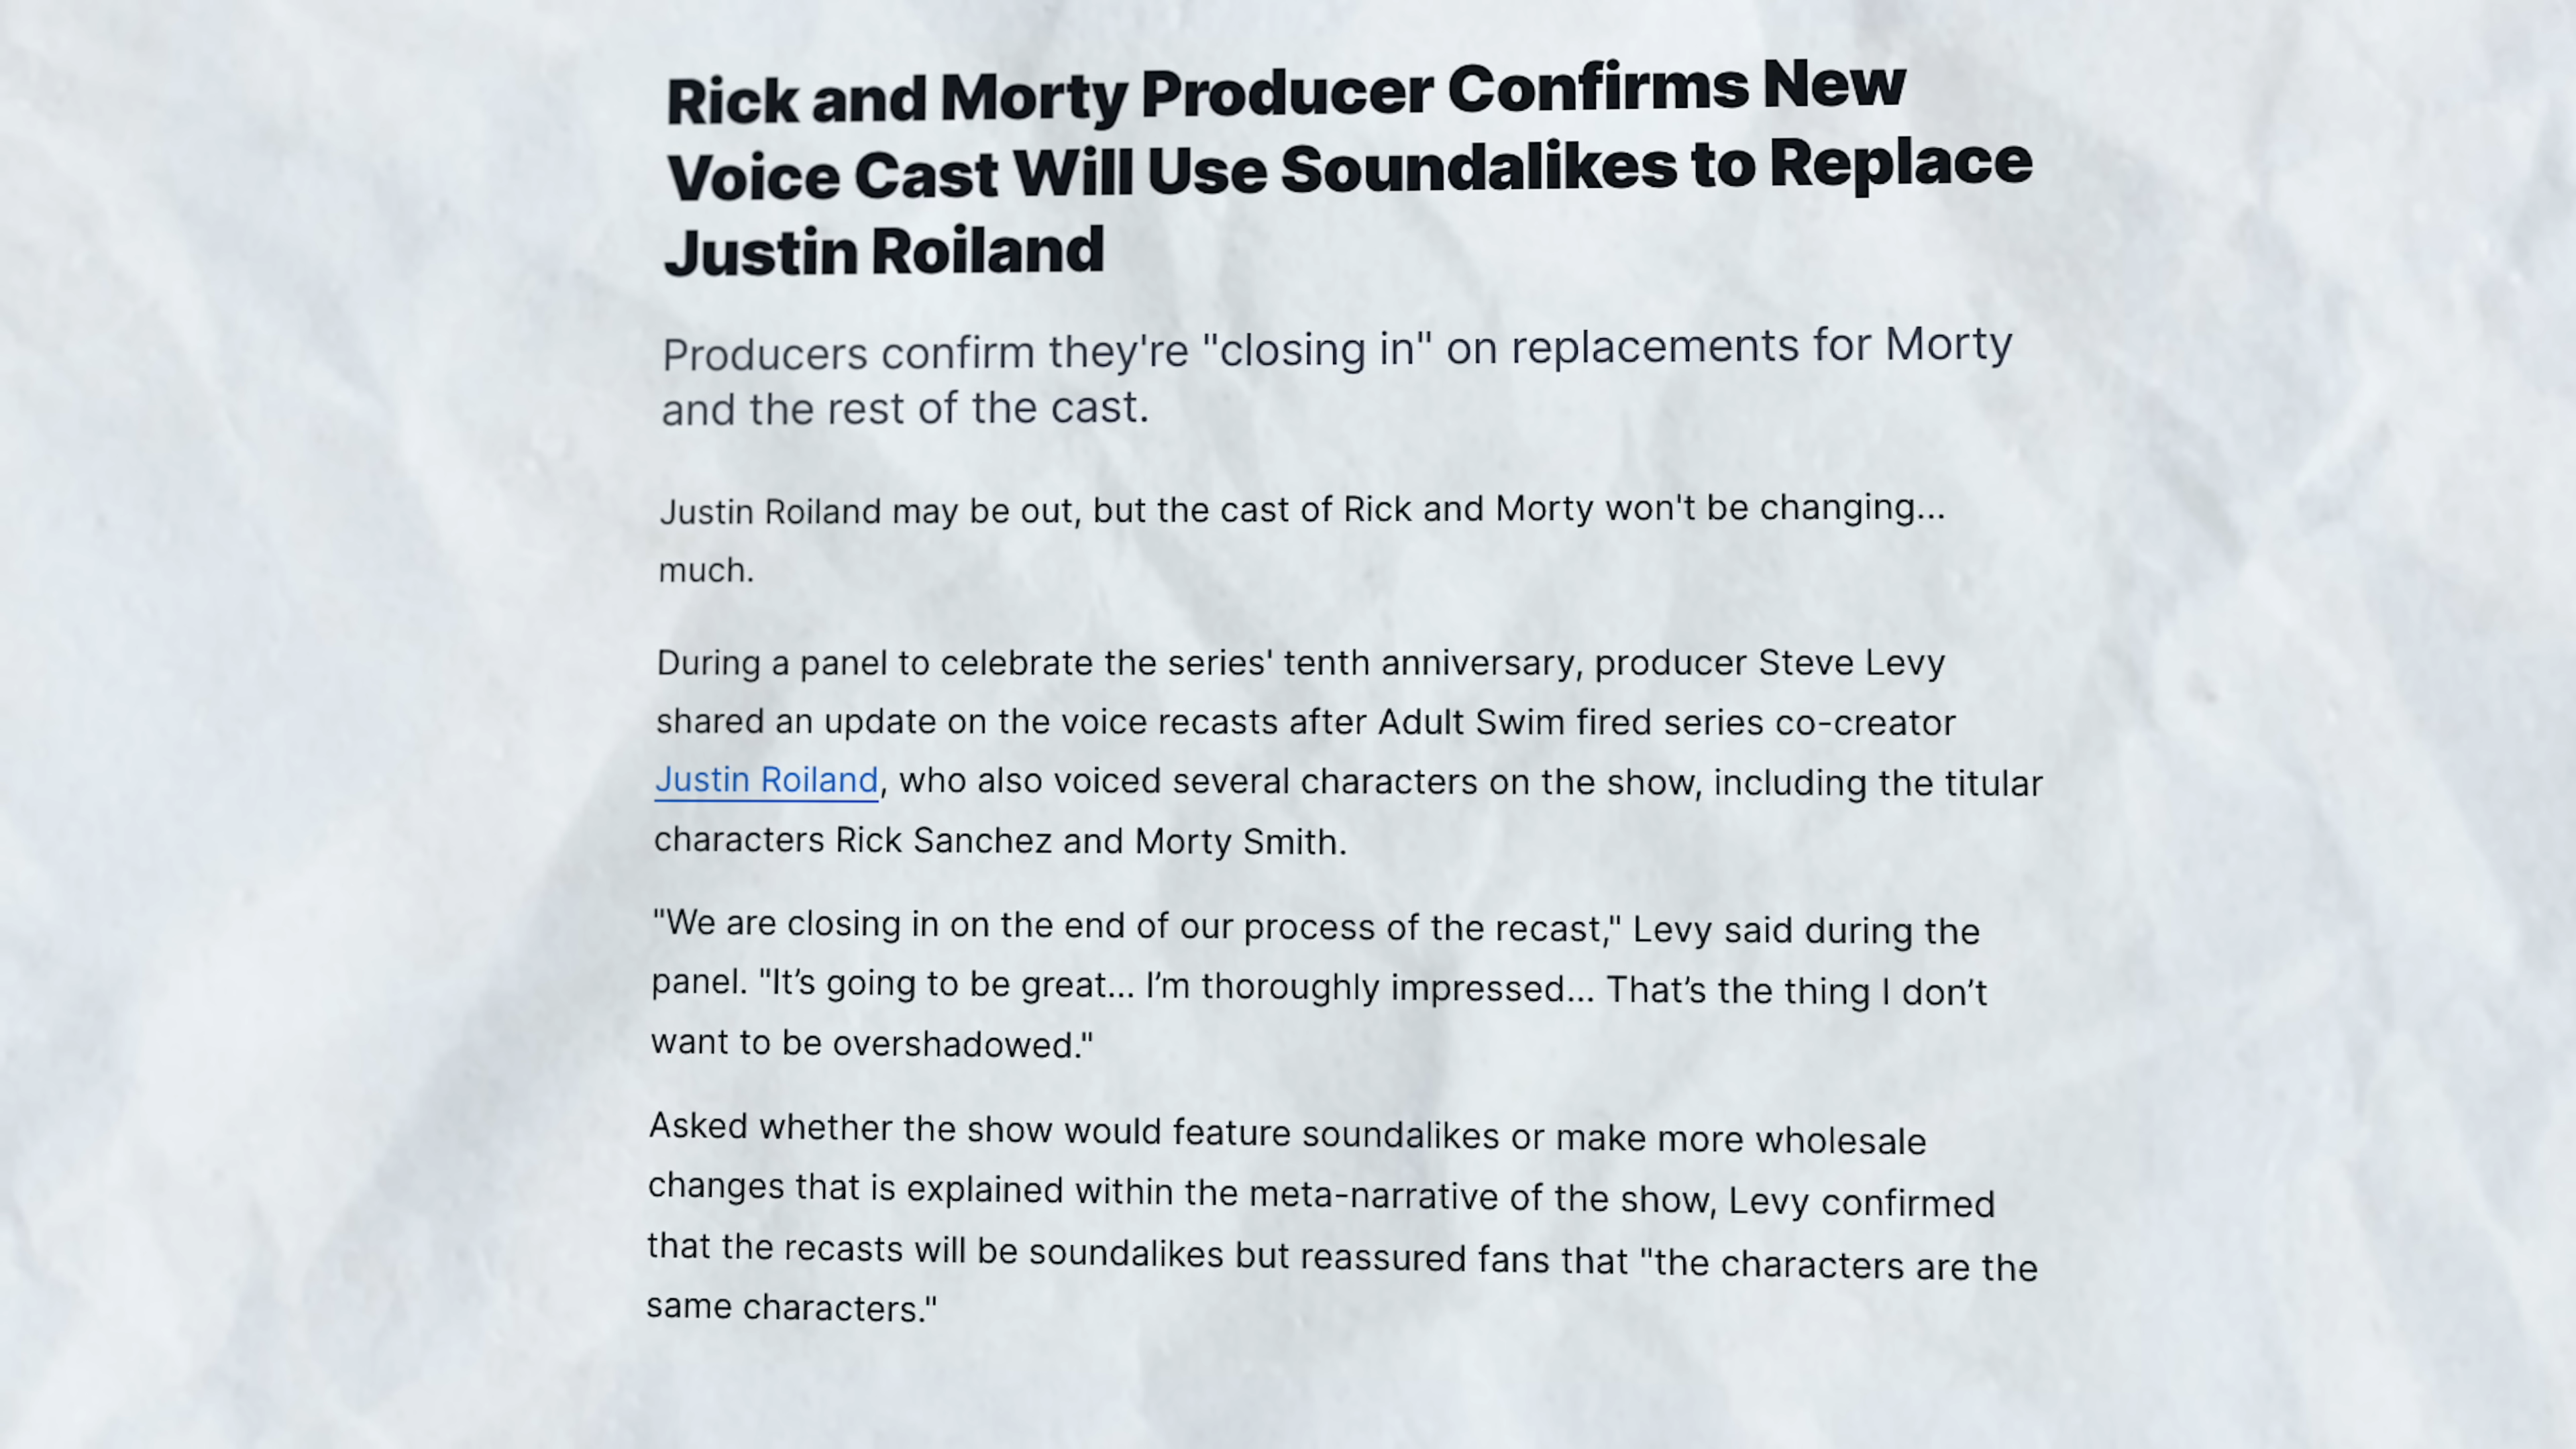 Rick and Morty Producer Confirms New
Voice Cast Will Use Soundalikes to Replace
Justin Roiland
Producers confirm they're "closing in" on replacements for Morty
and the rest of the cast.
Justin Roiland may be out, but the cast of Rick and Morty won't be changing...
much.
During a panel to celebrate the series' tenth anniversary, producer Steve Levy
shared an update on the voice recasts after Adult Swim fired series co-creator
Justin Roiland, who also voiced several characters on the show, including the titular
characters Rick Sanchez and Morty Smith.
"We are closing in on the end of our process of the recast," Levy said during the
panel. "It’s going to be great... I’m thoroughly impressed... That’s the thing I don’t
want to be overshadowed."
Asked whether the show would feature soundalikes or make more wholesale
changes that is explained within the meta-narrative of the show, Levy confirmed
that the recasts will be soundalikes but reassured fans that "the characters are the
same characters."